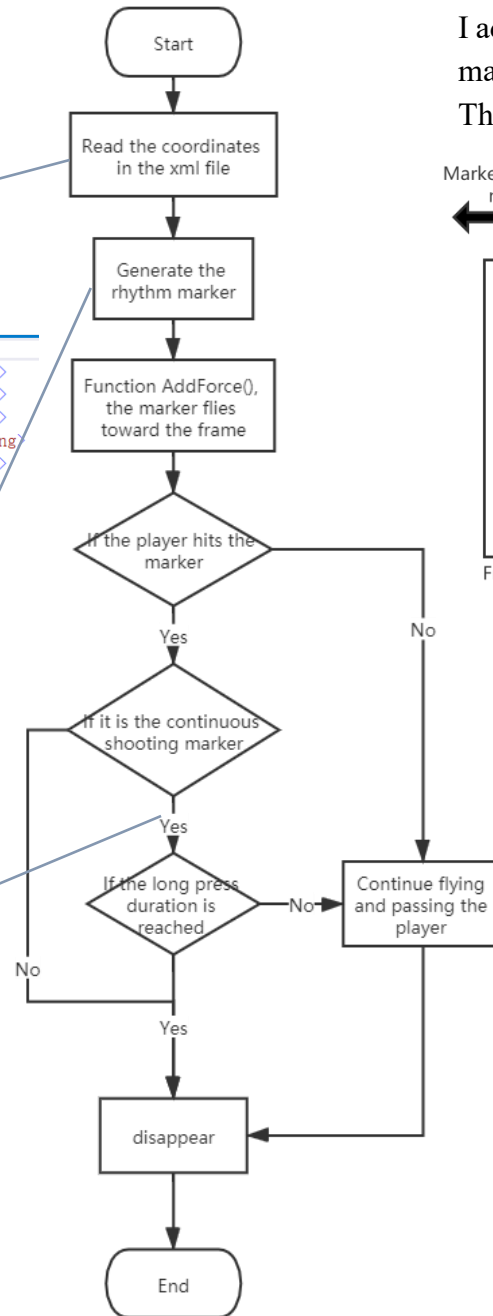 Start
Read the coordinates
in the xml file
Generate the
rhythm marker
Function AddForce(),
the marker flies
toward the frame
If the player hits the
marker
No
Yes
If it is the continuous
shooting marker
Yes
If the long press
duration is
reached
No
Continue flying
and passing the
player
No
Yes
disappear
End
I
Th
Marke
ng
F